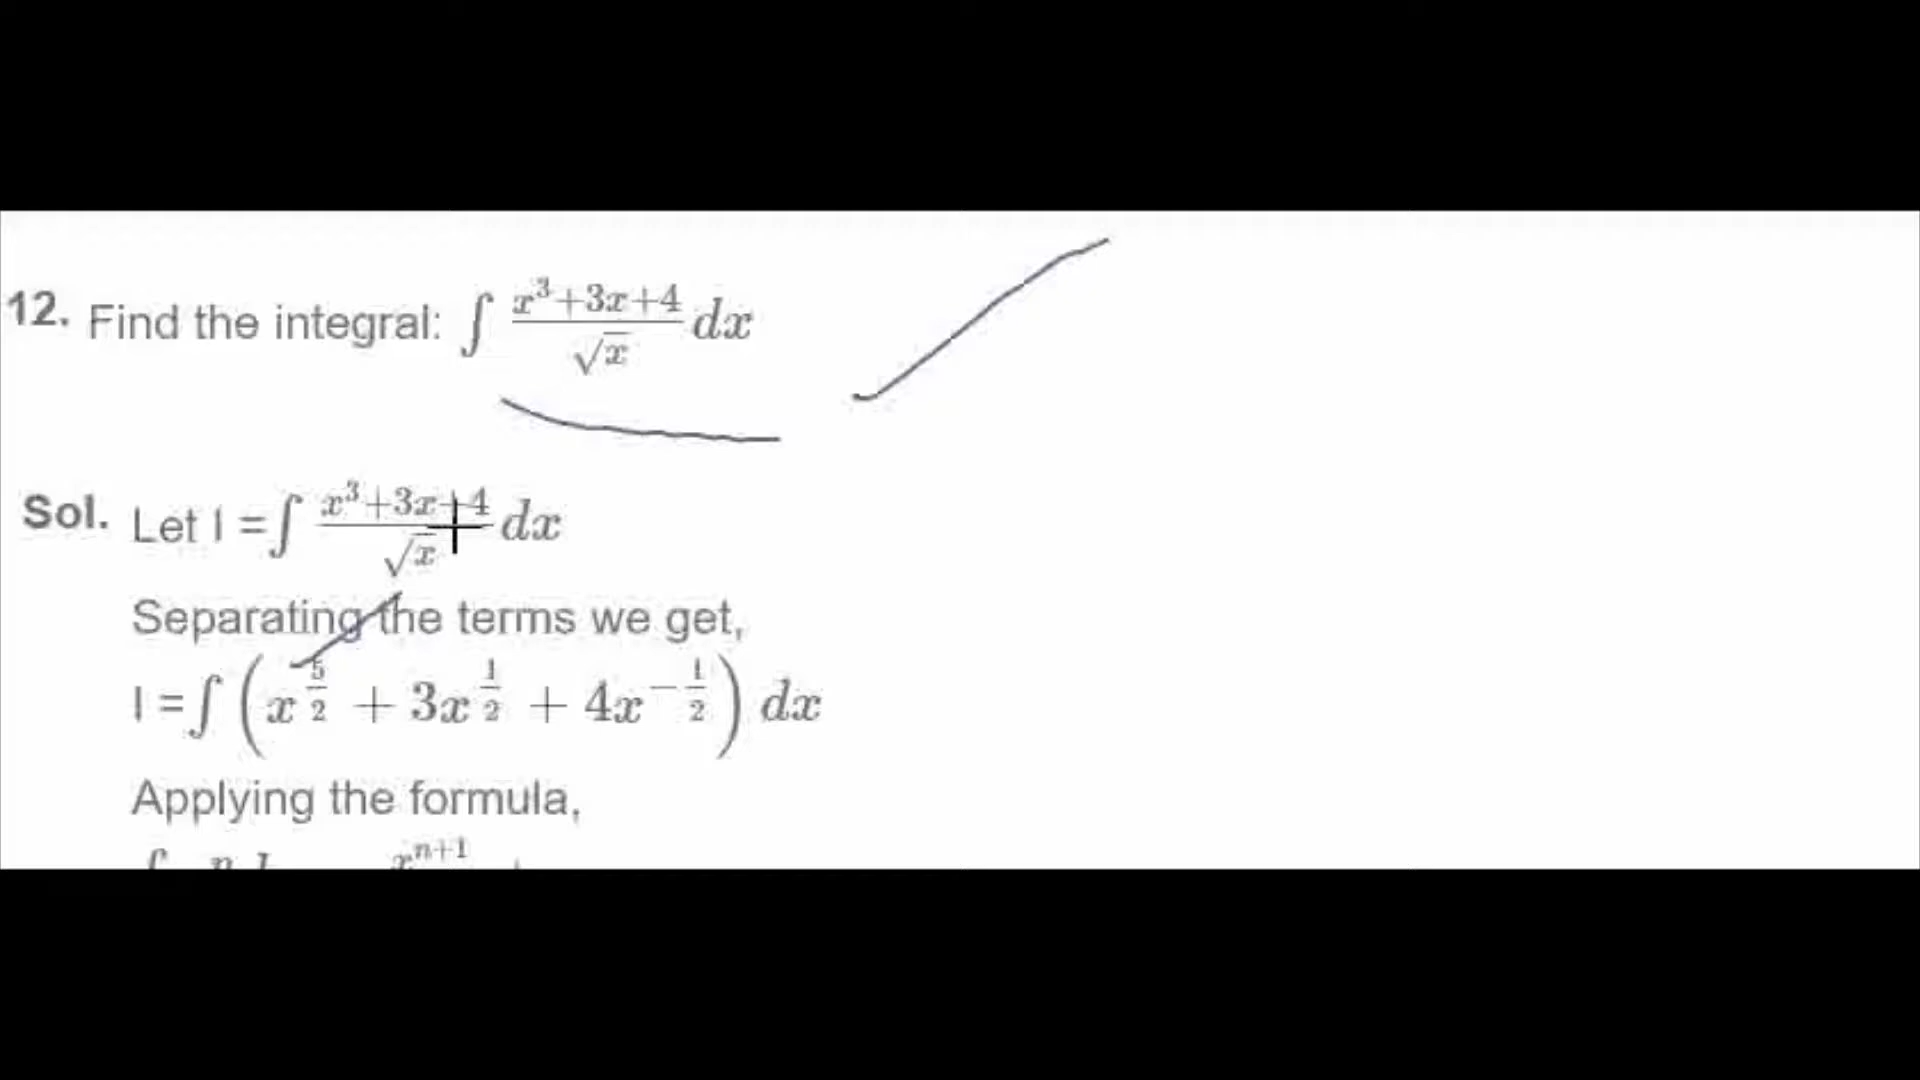 12. Find the integral: ∫ (x³+3x+4)/√x dx
Sol. Let I =∫ (x³+3x+4)/√x dx
Separating the terms we get,
I =∫ (x^(5/2) + 3x^(1/2) + 4x^(-1/2)) dx
Applying the formula,
x^(n+1)